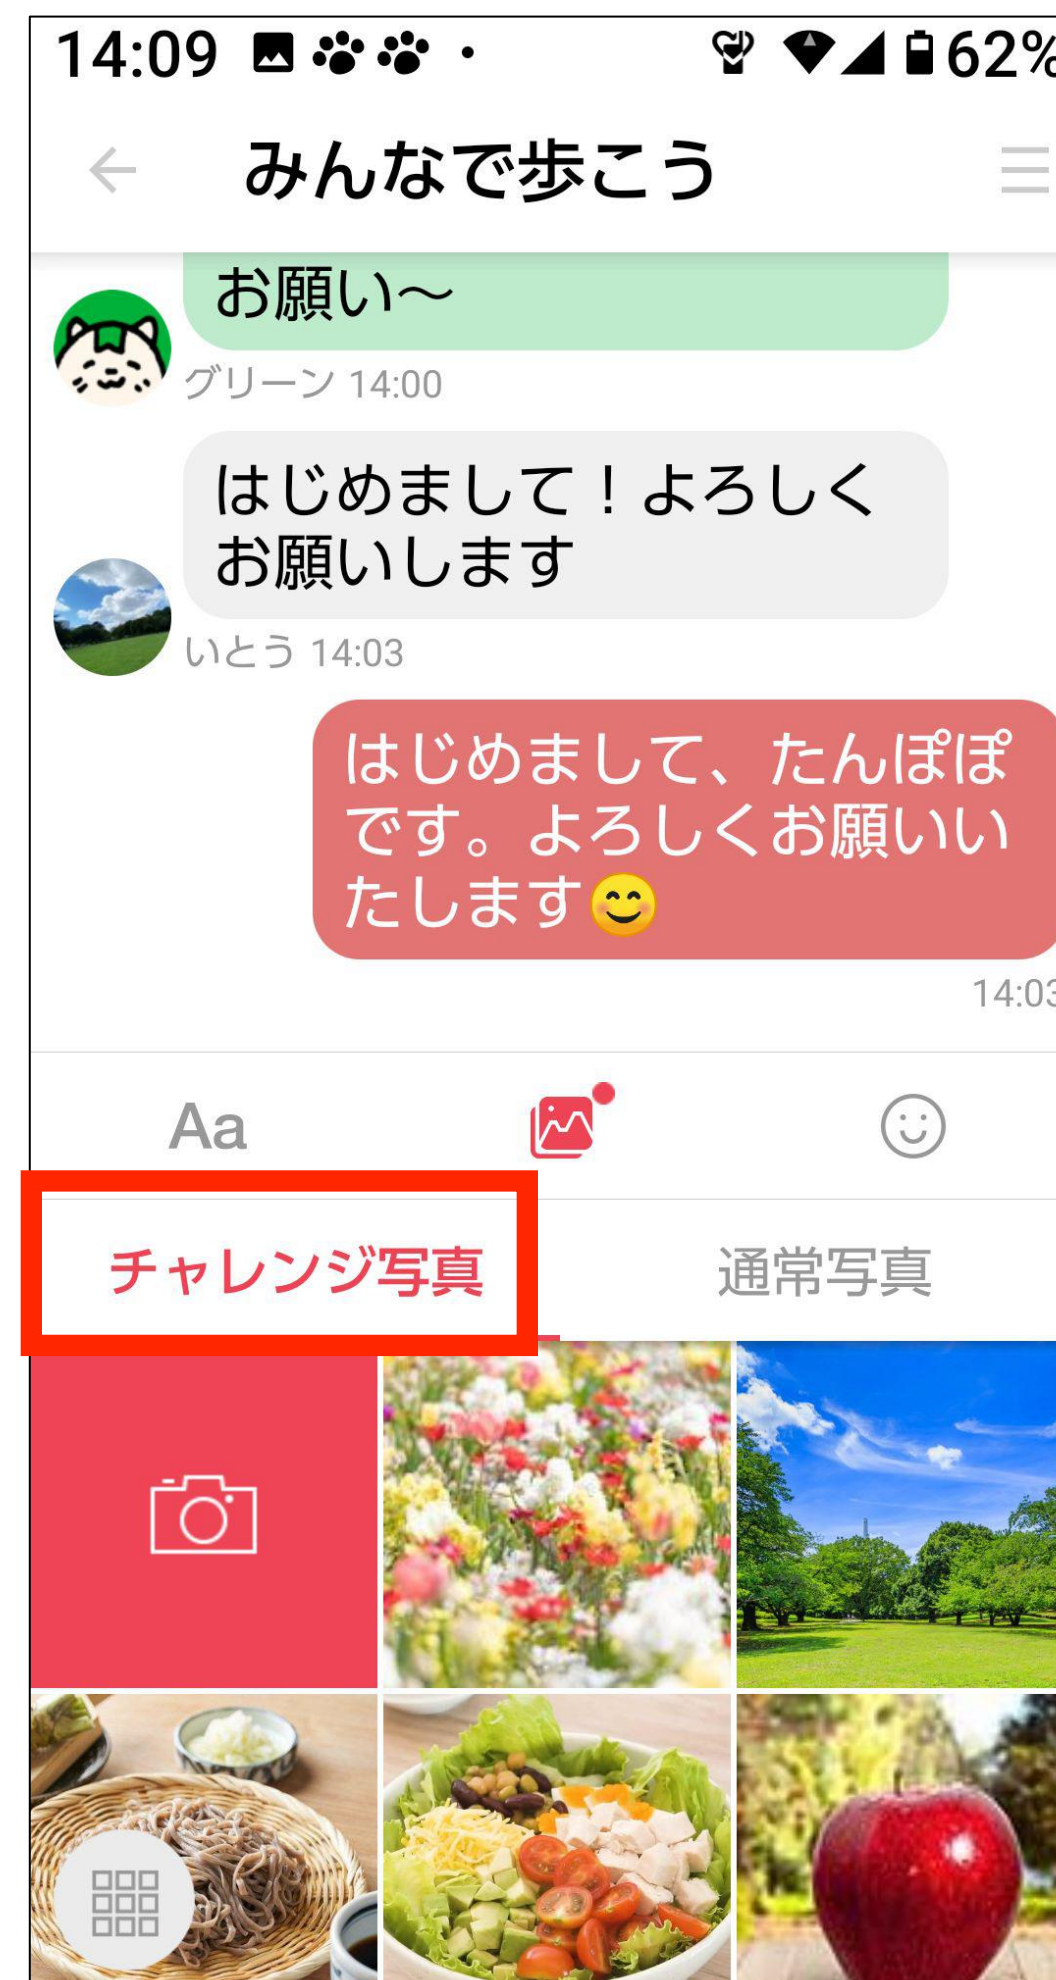 14:09 62%
みんなで歩こう
お願い〜
グリーン 14:00
はじめまして！よろしく
お願いします
いとう 14:03
はじめまして、たんぽぽ
です。よろしくお願いい
たします😊
14:03
Aa
チャレンジ写真 通常写真